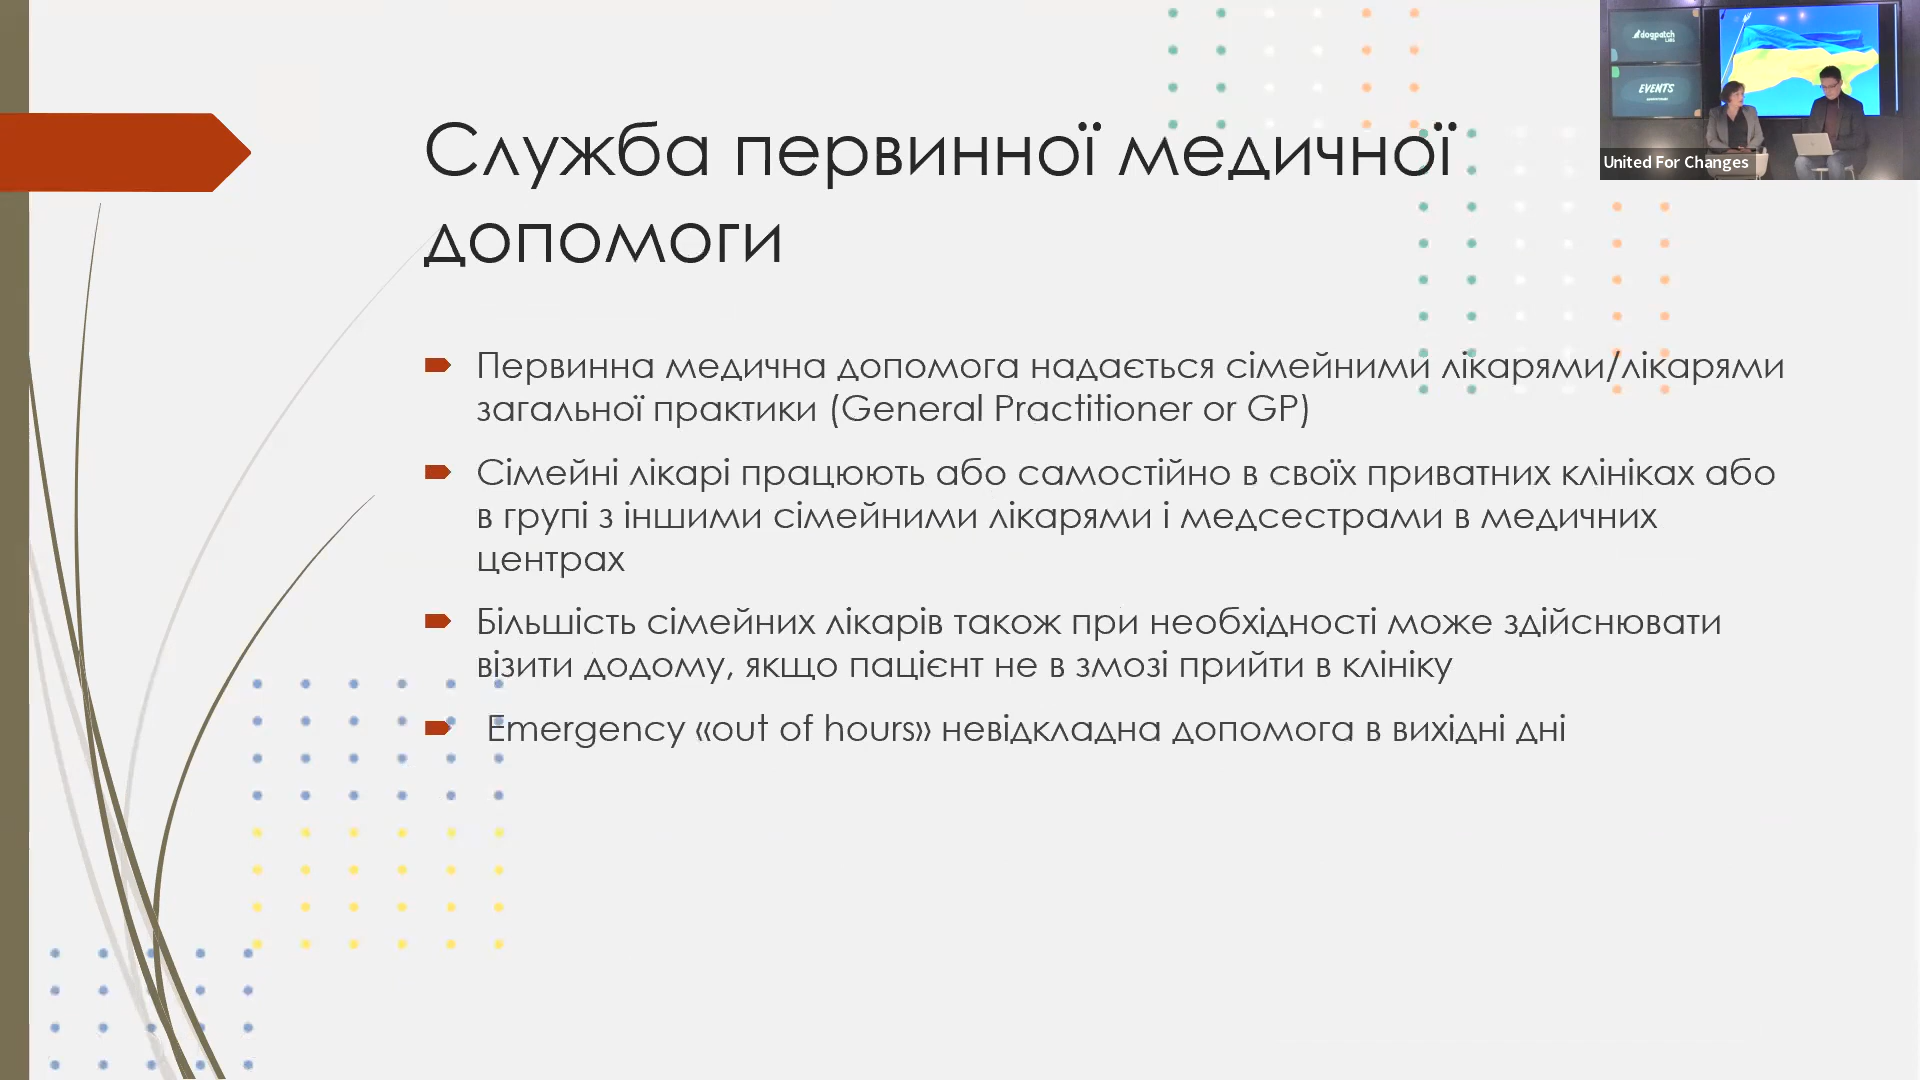 Служба первинної медичної
допомоги
Первинна медична допомога надається сімейними лікарями/лікарями
загальної практики (General Practitioner or GP)
Сімейні лікарі працюють або самостійно в своїх приватних клініках або
в групі з іншими сімейними лікарями і медсестрами в медичних
центрах
Більшість сімейних лікарів також при необхідності може здійснювати
візити додому, якщо пацієнт не в змозі прийти в клініку
Emergency «out of hours» невідкладна допомога в вихідні дні
dogpatch
LABS
EVENTS
United For Changes